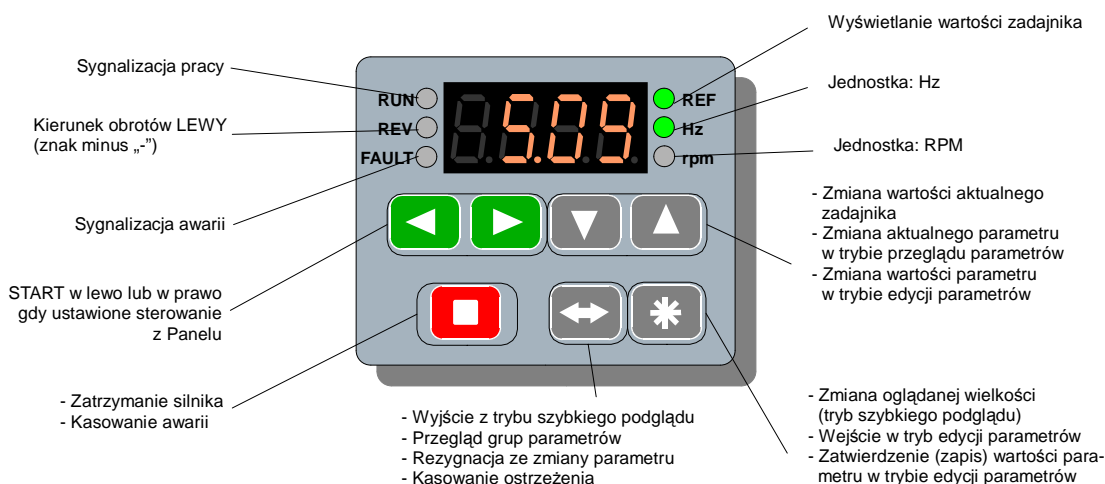 Wyświetlanie wartości zadajnika
Sygnalizacja pracy
Jednostka: Hz
RUN
5.09
REF
Kierunek obrotów LEWY
(znak minus „-”)
REV
Hz
FAULT
rpm
Jednostka: RPM
Sygnalizacja awarii
- Zmiana wartości aktualnego
zadajnika
- Zmiana aktualnego parametru
w trybie przeglądu parametrów
- Zmiana wartości parametru
w trybie edycji parametrów
START w lewo lub w prawo
gdy ustawione sterowanie
z Panelu
- Zatrzymanie silnika
- Kasowanie awarii
- Wyjście z trybu szybkiego podglądu
- Przegląd grup parametrów
- Rezygnacja ze zmiany parametru
- Kasowanie ostrzeżenia
- Zmiana oglądanej wielkości
(tryb szybkiego podglądu)
- Wejście w tryb edycji parametrów
- Zatwierdzenie (zapis) wartości para-
metru w trybie edycji parametrów